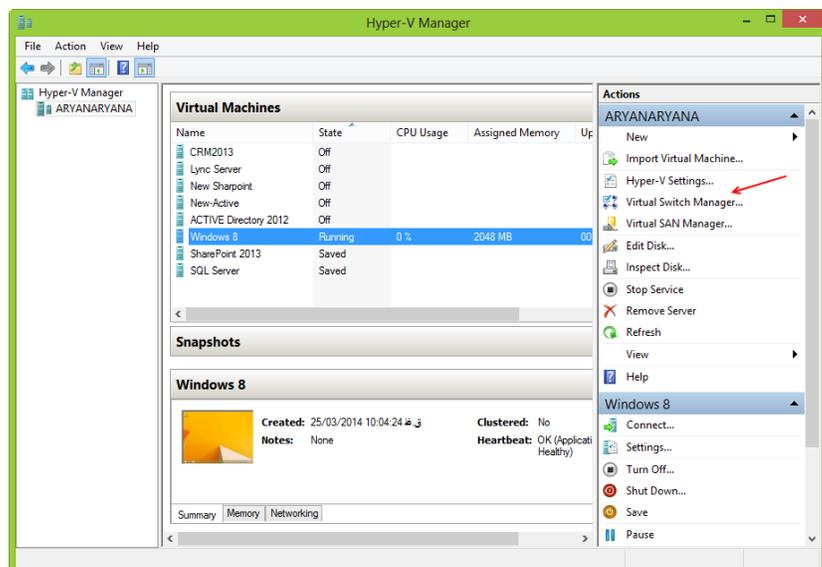 Hyper-V Manager
File Action View Help
Hyper-V Manager
ARYANARYANA
Virtual Machines
Name State CPU Usage Assigned Memory Up
CRM2013 Off
Lync Server Off
New Sharpoint Off
New-Active Off
ACTIVE Directory 2012 Off
Windows 8 Running 0 % 2048 MB 00
SharePoint 2013 Saved
SQL Server Saved
Snapshots
Windows 8
Created: 25/03/2014 10:04:24 ق.ظ Clustered: No
Notes: None Heartbeat: OK (Applicati
Healthy)
Summary Memory Networking
Actions
ARYANARYANA
New
Import Virtual Machine...
Hyper-V Settings...
Virtual Switch Manager...
Virtual SAN Manager...
Edit Disk...
Inspect Disk...
Stop Service
Remove Server
Refresh
View
Help
Windows 8
Connect...
Settings...
Turn Off...
Shut Down...
Save
Pause